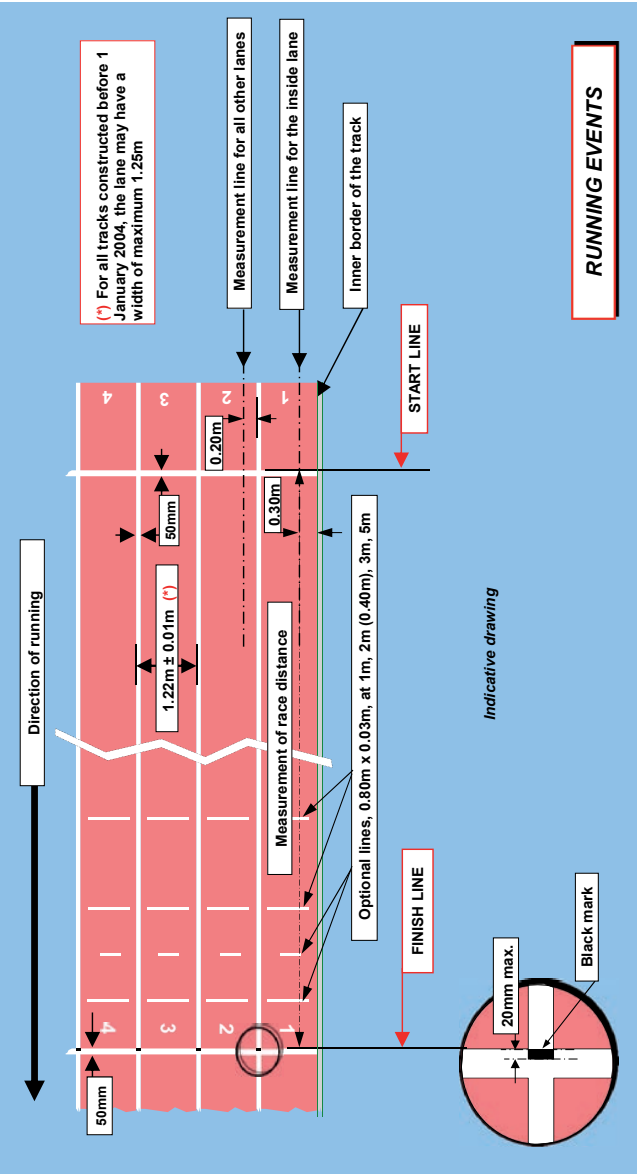 Direction of running
50mm
(*) For all tracks constructed before 1
January 2004, the lane may have a
width of maximum 1.25m
4
4
3
3
1.22m ± 0.01m (*)
50mm
2
2
0.20m
Measurement line for all other lanes
1
1
0.30m
Measurement of race distance
Measurement line for the inside lane
Inner border of the track
Optional lines, 0.80m x 0.03m, at 1m, 2m (0.40m), 3m, 5m
FINISH LINE
START LINE
Indicative drawing
20mm max.
Black mark
RUNNING EVENTS